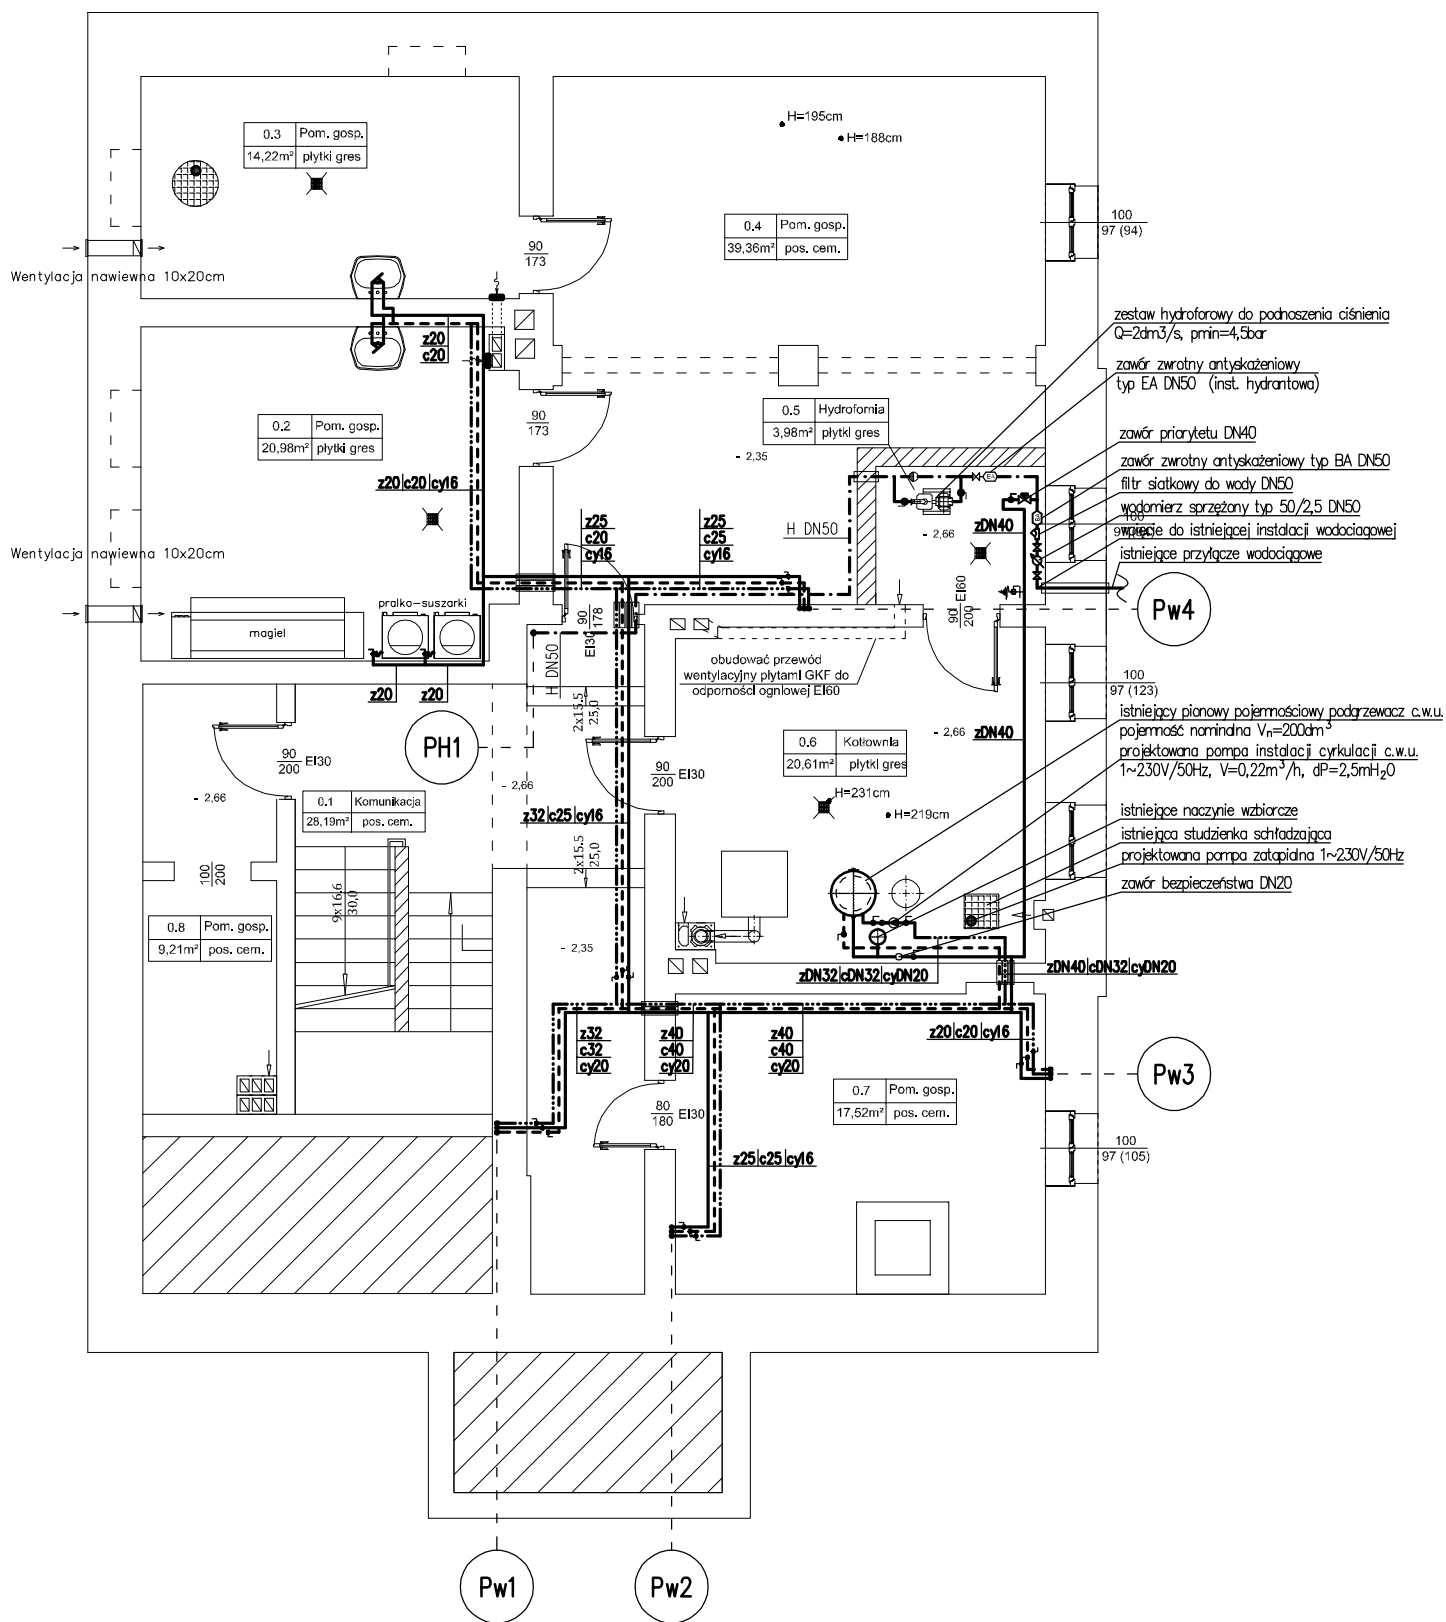 H=195cm
H=188cm
0.3 Pom. gosp.
14,22m² płytki gres
0.4 Pom. gosp.
39,36m² pos. cem.
100
97 (94)
90
173
Wentylacja nawiewna 10x20cm
z20
c20
zestaw hydroforowy do podnoszenia ciśnienia
Q=2dm3/s, pmin=4,5bar
zawór zwrotny antyskażeniowy
typ EA DN50 (inst. hydrantowa)
0.5 Hydrofornia
3,98m² płytki gres
0.2 Pom. gosp.
20,98m² płytki gres
90
173
- 2,35
zawór priorytetu DN40
zawór zwrotny antyskażeniowy typ BA DN50
filtr siatkowy do wody DN50
wodomierz sprzężony typ 50/2,5 DN50
100
wpięcie do istniejącej instalacji wodociągowej
istniejące przyłącze wodociągowe
z20|c20|cy16
EA
BA
z25
c20
cy16
z25
c25
cy16
H DN50
zDN40
- 2,66
Wentylacja nawiewna 10x20cm
Pw4
pralko-suszarki
magiel
90
178
EI30
90
200
EI60
H DN50
obudować przewód
wentylacyjny płytami GKF do
odporności ogniowej EI60
z20
z20
100
97 (123)
2x15.5
25,0
PH1
istniejący pionowy pojemnościowy podgrzewacz c.w.u.
pojemność nominalna Vn=200dm³
projektowana pompa instalacji cyrkulacji c.w.u.
1~230V/50Hz, V=0,22m³/h, dP=2,5mH₂O
0.6 Kotłownia
20,61m² płytki gres
- 2,66
zDN40
90
200 EI30
90
200 EI30
- 2,66
- 2,66
0.1 Komunikacja
28,19m² pos. cem.
H=231cm
H=219cm
z32|c25|cy16
istniejące naczynie wzbiorcze
istniejąca studzienka schładzająca
projektowana pompa zatapialna 1~230V/50Hz
zawór bezpieczeństwa DN20
2x15.5
25,0
100
200
9x16.6
30,0
0.8 Pom. gosp.
9,21m² pos. cem.
- 2,35
zDN32|cDN32|cyDN20
zDN40|cDN32|cyDN20
z32
c32
cy20
z40
c40
cy20
z40
c40
cy20
z20|c20|cy16
Pw3
0.7 Pom. gosp.
17,52m² pos. cem.
80
180 EI30
100
97 (105)
z25|c25|cy16
Pw1
Pw2